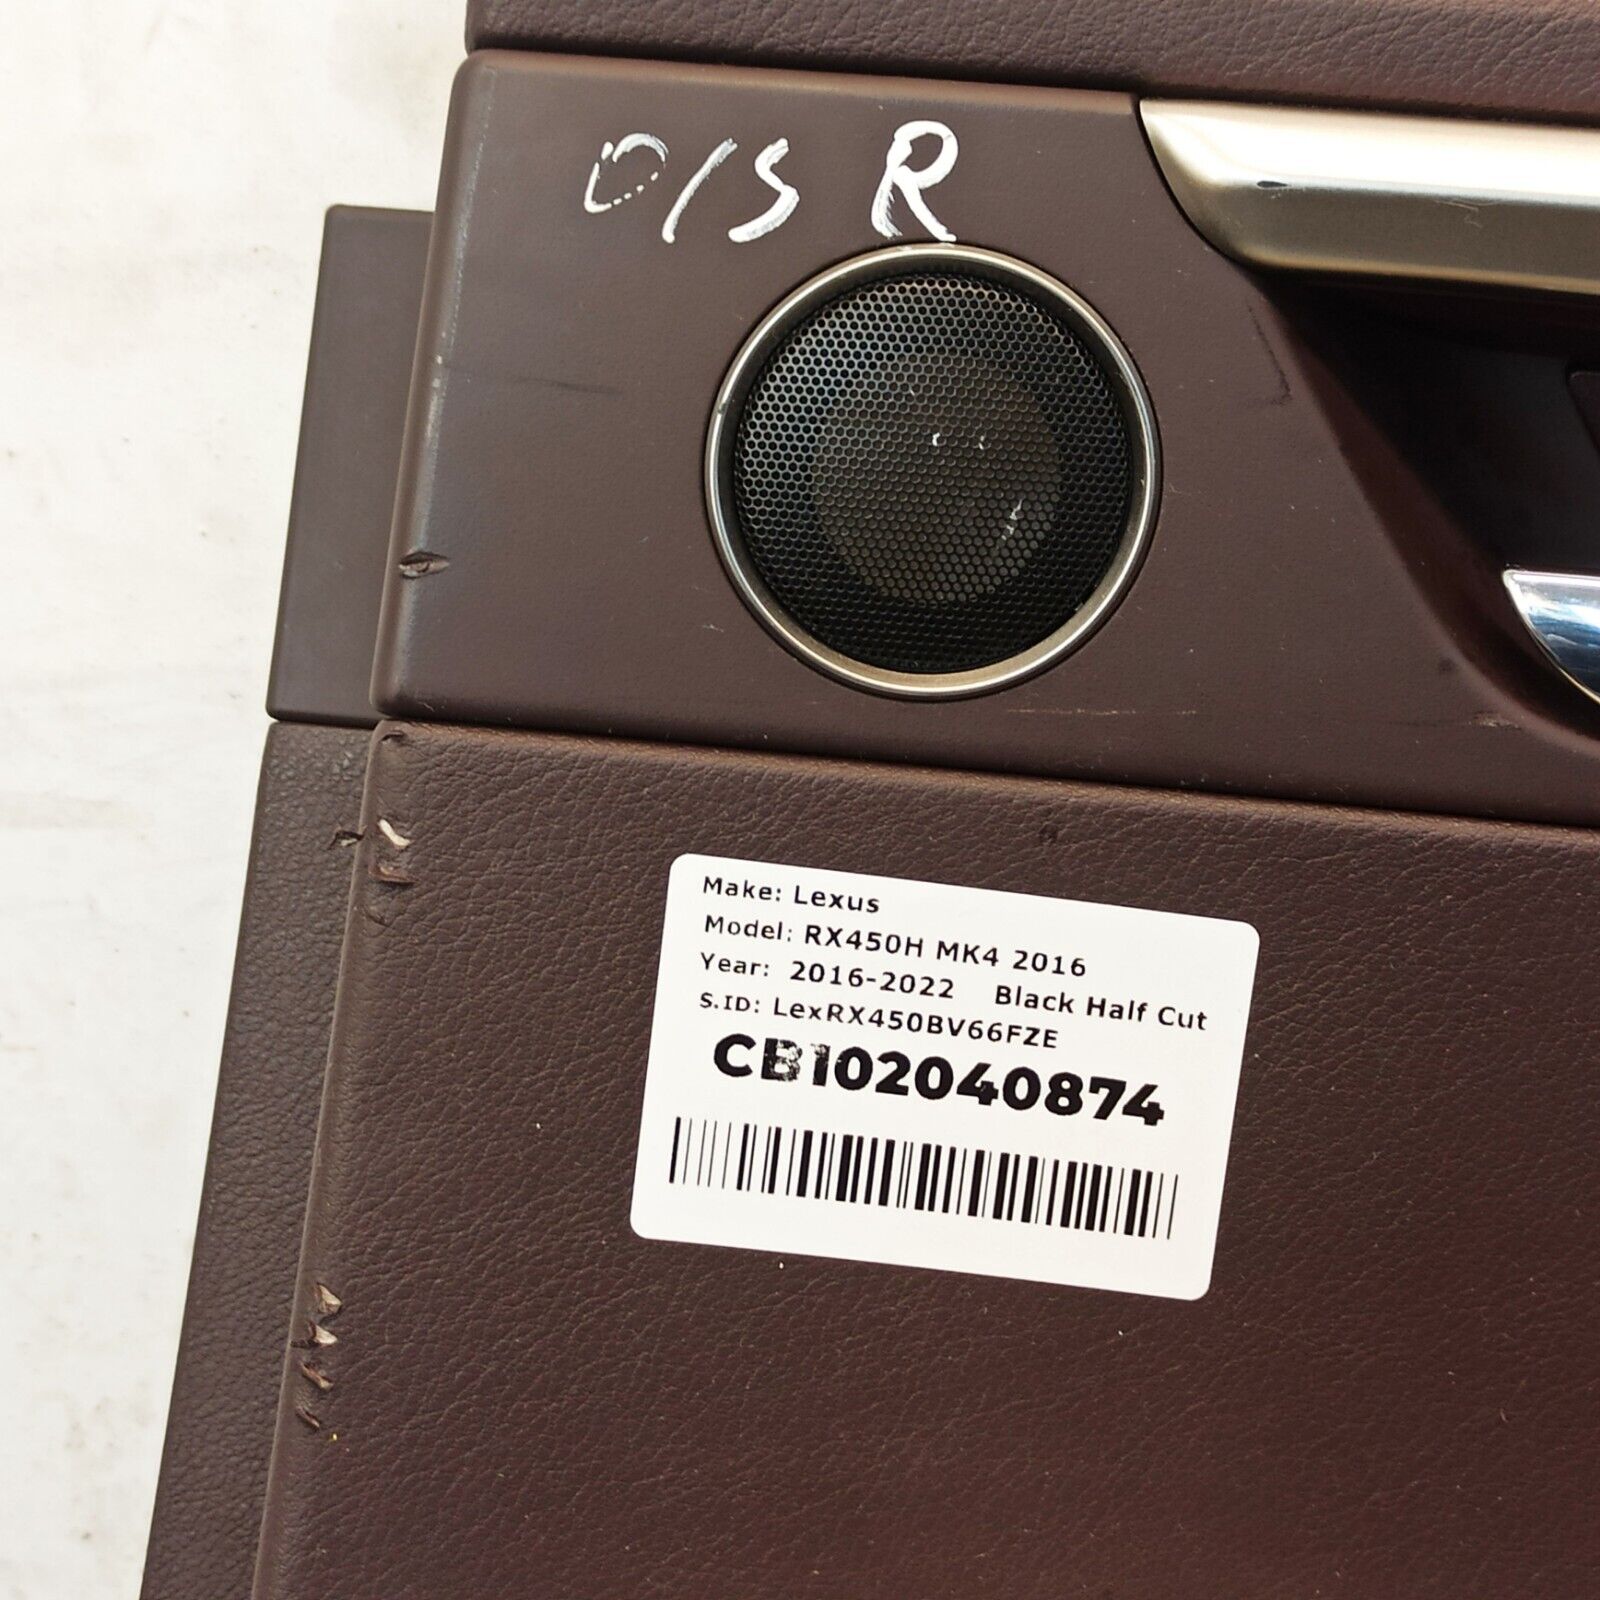 O/S R
Make: Lexus
Model: RX450H MK4 2016
Year: 2016-2022 Black Half Cut
S.ID: LexRX450BV66FZE
CB102040874